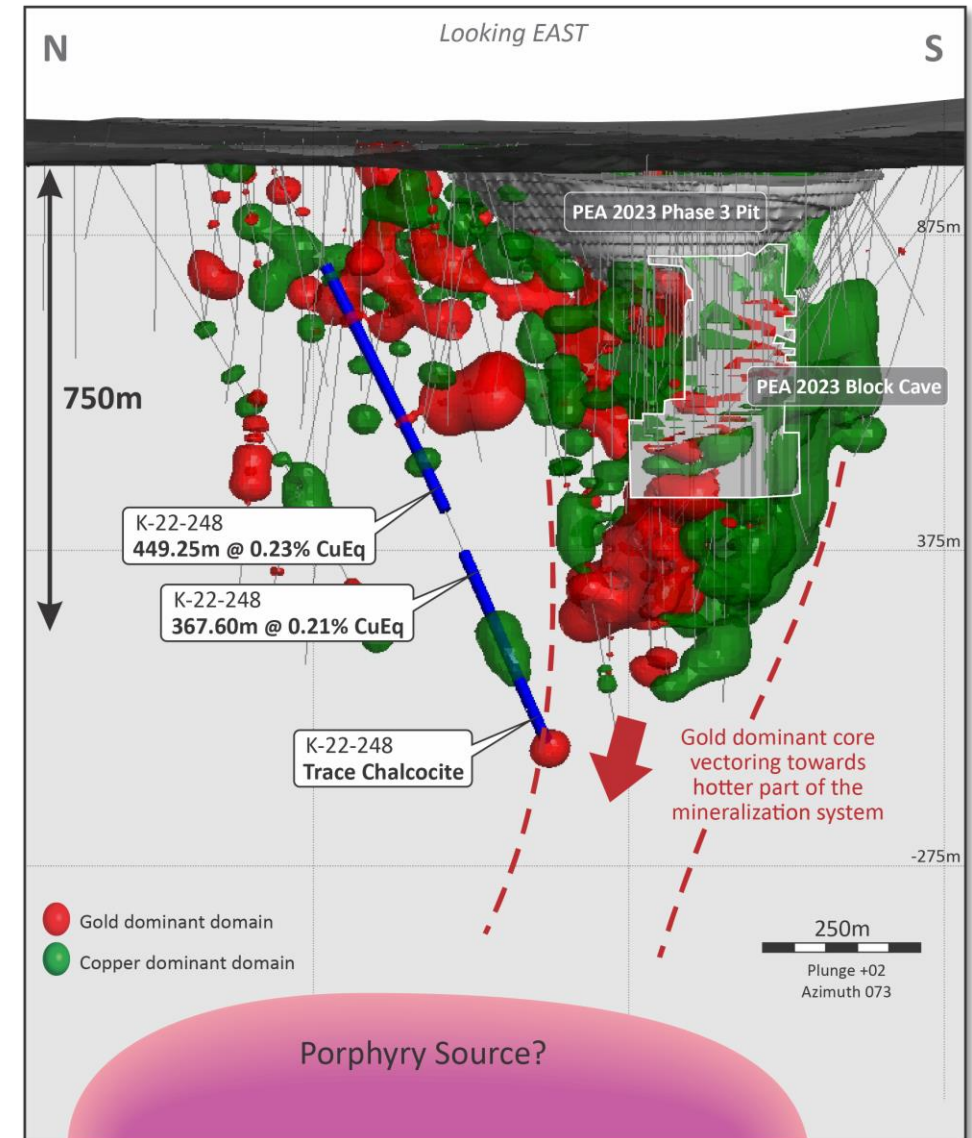 Looking EAST
N
S
PEA 2023 Phase 3 Pit
875m
750m
PEA 2023 Block Cave
K-22-248
449.25m @ 0.23% CuEq
375m
K-22-248
367.60m @ 0.21% CuEq
K-22-248
Trace Chalcocite
Gold dominant core
vectoring towards
hotter part of the
mineralization system
-275m
Gold dominant domain
Copper dominant domain
250m
Plunge +02
Azimuth 073
Porphyry Source?